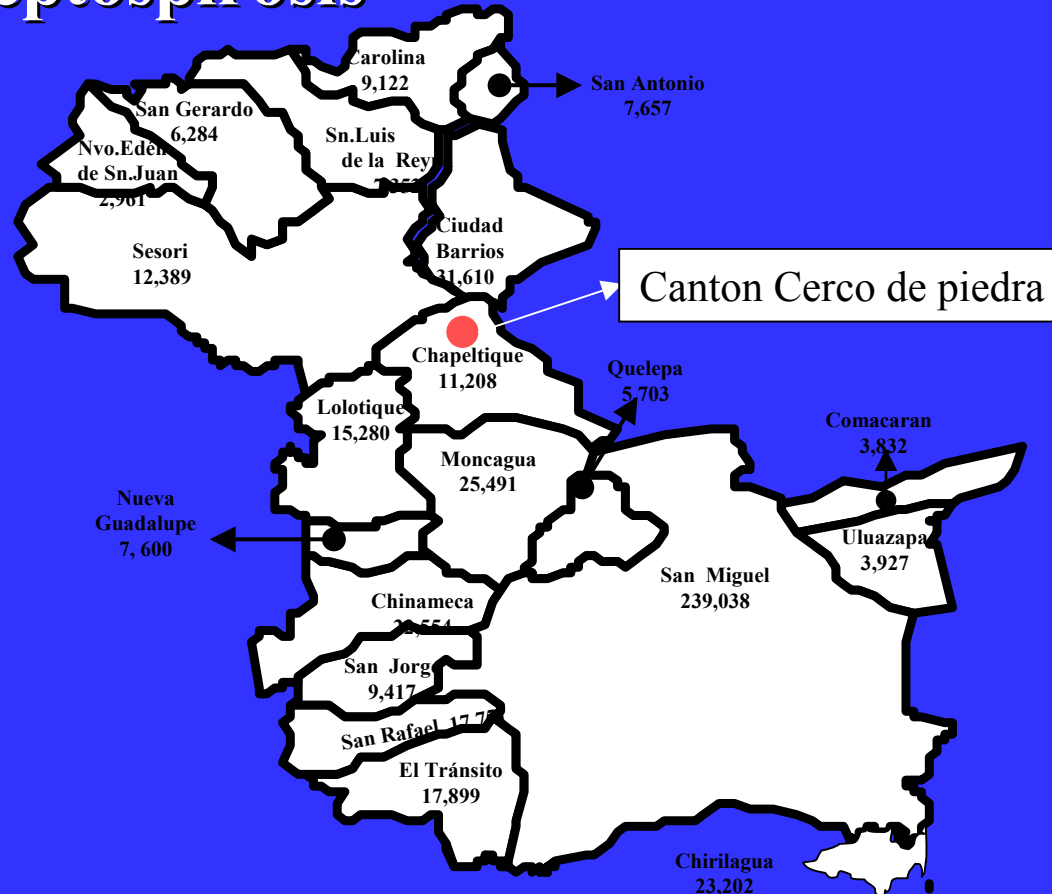 Carolina
9,122
San Antonio
7,657
San Gerardo
6,284
Sn.Luis
de la
Nvo.Edén
de Sn.Juan
2,961
Ciudad
Barrios
31,610
Sesori
12,389
Canton Cerco de piedra
Chapeltique
11,208
Quelepa
5,703
Lolotique
15,280
Comacaran
3,832
Moncagua
25,491
Nueva
Guadalupe
7, 600
Uluazapa
3,927
San Miguel
239,038
Chinameca
San Jorge
9,417
San Rafael
El Tránsito
17,899
Chirilagua
23,202